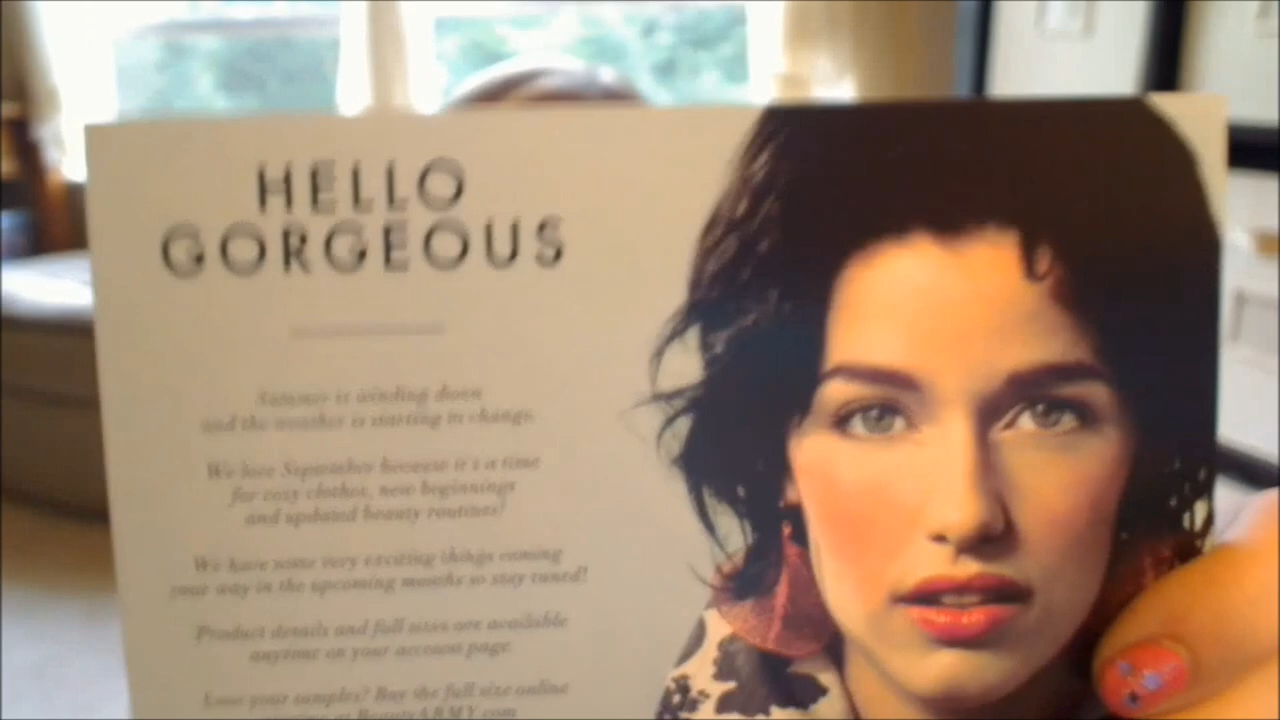 HELLO
GORGEOUS
Summer is winding down
and the weather is starting to change.
We love September because it's a time
for cozy clothes, new beginnings
and updated beauty routines!
We have some very exciting things coming
your way in the upcoming months so stay tuned!
Product details and full sizes are available
anytime on your account page.
Love your samples? Buy the full size online
at BeautyARMY.com